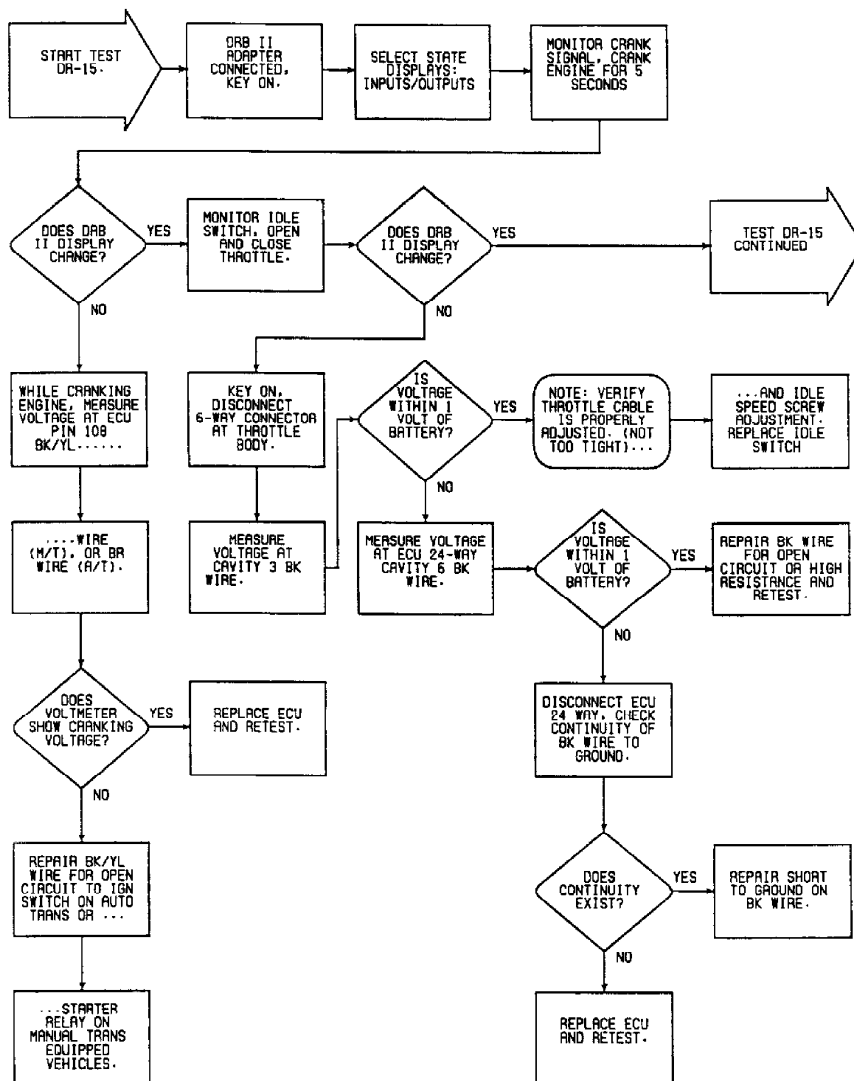 START TEST
DR-15.
DRB II
ADAPTER
CONNECTED,
KEY ON.
SELECT STATE
DISPLAYS:
INPUTS/OUTPUTS
MONITOR CRANK
SIGNAL, CRANK
ENGINE FOR 5
SECONDS
DOES DRB
II DISPLAY
CHANGE?
YES
NO
MONITOR IDLE
SWITCH, OPEN
AND CLOSE
THROTTLE.
DOES DRB
II DISPLAY
CHANGE?
YES
NO
TEST DR-15
CONTINUED
WHILE CRANKING
ENGINE, MEASURE
VOLTAGE AT ECU
PIN 108
BK/YL......
KEY ON,
DISCONNECT
6-WAY CONNECTOR
AT THROTTLE
BODY.
IS
VOLTAGE
WITHIN 1
VOLT OF
BATTERY?
YES
NO
NOTE: VERIFY
THROTTLE CABLE
IS PROPERLY
ADJUSTED. (NOT
TOO TIGHT)...
...AND IDLE
SPEED SCREW
ADJUSTMENT.
REPLACE IDLE
SWITCH
....WIRE
(M/T), OR BR
WIRE (A/T).
MEASURE
VOLTAGE AT
CAVITY 3 BK
WIRE.
MEASURE VOLTAGE
AT ECU 24-WAY
CAVITY 6 BK
WIRE.
IS
VOLTAGE
WITHIN 1
VOLT OF
BATTERY?
YES
NO
REPAIR BK WIRE
FOR OPEN
CIRCUIT OR HIGH
RESISTANCE AND
RETEST.
DOES
VOLTMETER
SHOW CRANKING
VOLTAGE?
YES
NO
REPLACE ECU
AND RETEST.
DISCONNECT ECU
24 WAY, CHECK
CONTINUITY OF
BK WIRE TO
GROUND.
REPAIR BK/YL
WIRE FOR OPEN
CIRCUIT TO IGN
SWITCH ON AUTO
TRANS OR ...
DOES
CONTINUITY
EXIST?
YES
NO
REPAIR SHORT
TO GROUND ON
BK WIRE.
...STARTER
RELAY ON
MANUAL TRANS
EQUIPPED
VEHICLES.
REPLACE ECU
AND RETEST.